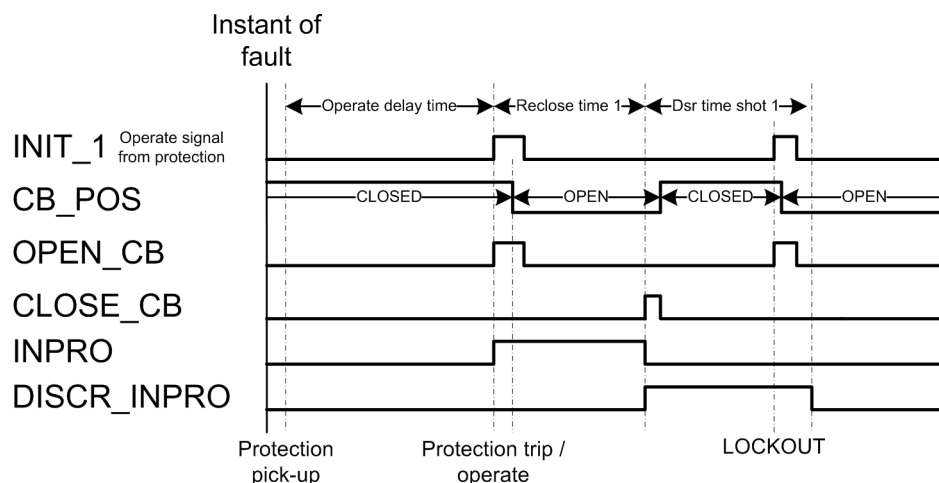 Instant of
fault
Operate delay time
Reclose time 1
Dsr time shot 1
INIT_1
Operate signal
from protection
CB_POS
CLOSED
OPEN
CLOSED
OPEN
OPEN_CB
CLOSE_CB
INPRO
DISCR_INPRO
Protection
pick-up
Protection trip /
operate
LOCKOUT